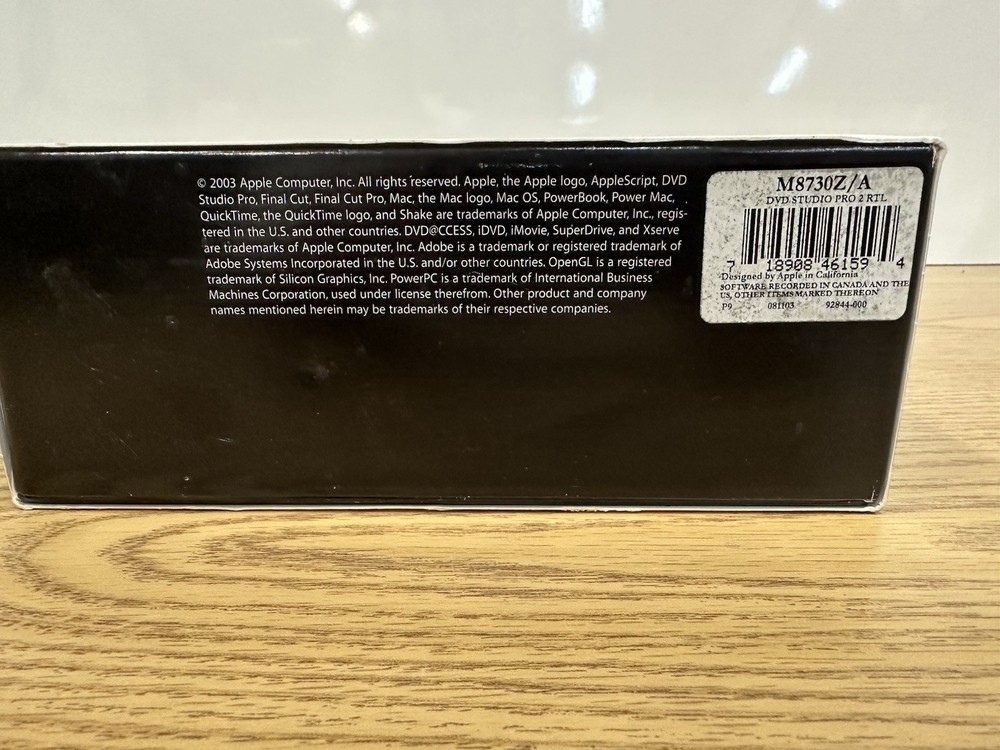 © 2003 Apple Computer, Inc. All rights reserved. Apple, the Apple logo, AppleScript, DVD
Studio Pro, Final Cut, Final Cut Pro, Mac, the Mac logo, Mac OS, PowerBook, Power Mac,
QuickTime, the QuickTime logo, and Shake are trademarks of Apple Computer, Inc., regis-
tered in the U.S. and other countries. DVD@CCESS, iDVD, iMovie, SuperDrive, and Xserve
are trademarks of Apple Computer, Inc. Adobe is a trademark or registered trademark of
Adobe Systems Incorporated in the U.S. and/or other countries. OpenGL is a registered
trademark of Silicon Graphics, Inc. PowerPC is a trademark of International Business
Machines Corporation, used under license therefrom. Other product and company
names mentioned herein may be trademarks of their respective companies.
M8730Z/A
DVD STUDIO PRO 2 RTL
7 18908 46159 4
Designed by Apple in California
SOFTWARE RECORDED IN CANADA AND THE
US, OTHER ITEMS MARKED THEREON
P9 081103 92844-000